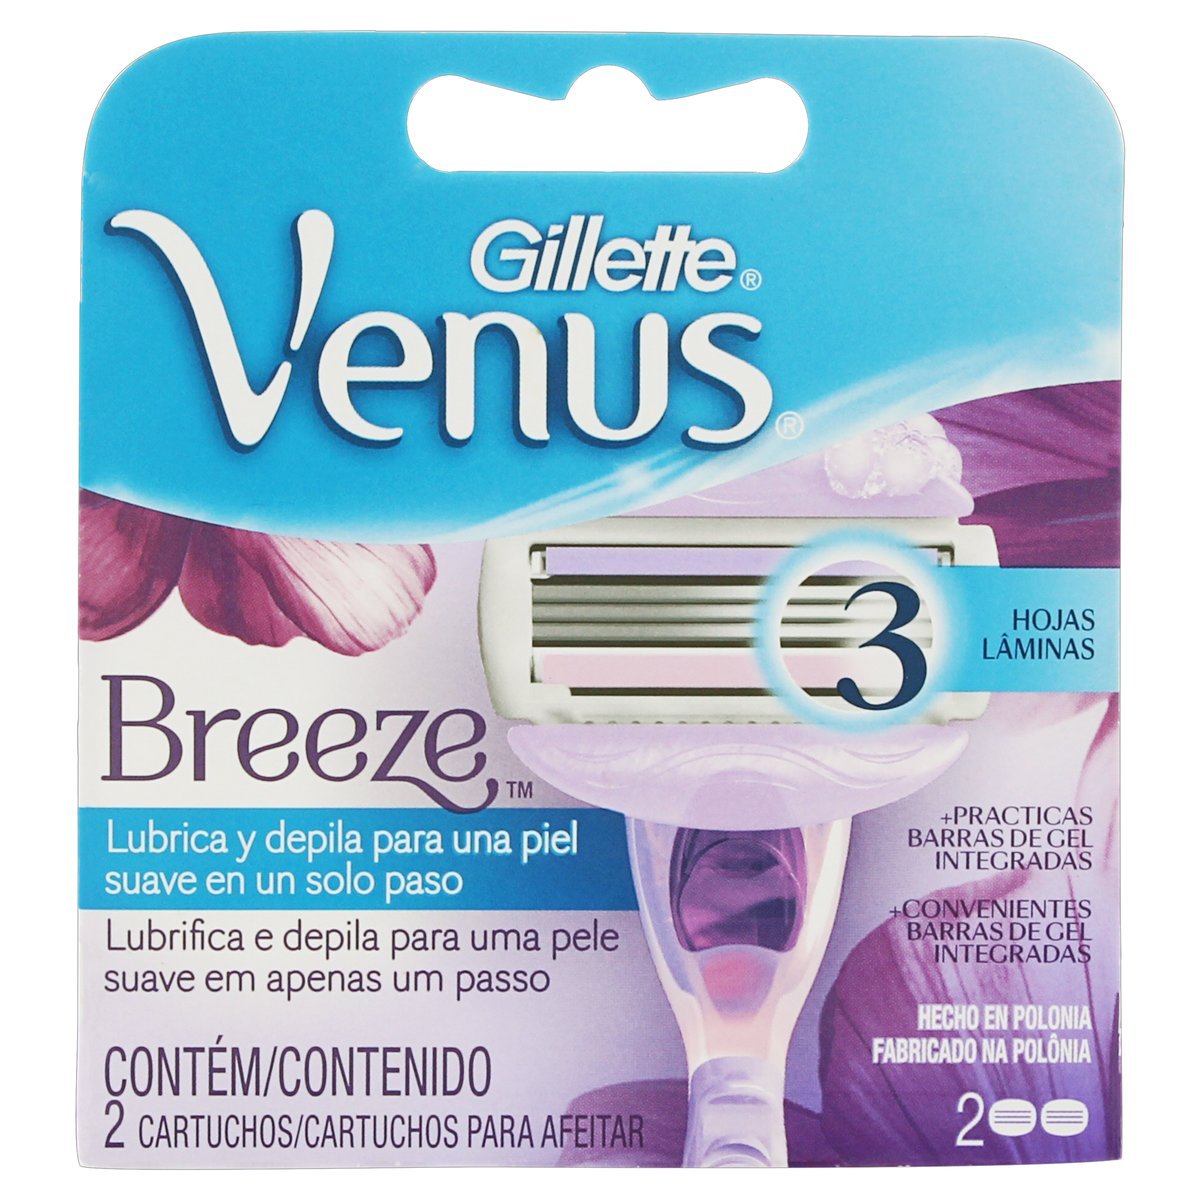 Gillette®
Venus®
3
HOJAS
LÂMINAS
Breeze™
Lubrica y depila para una piel
suave en un solo paso
Lubrifica e depila para uma pele
suave em apenas um passo
+PRACTICAS
BARRAS DE GEL
INTEGRADAS
+CONVENIENTES
BARRAS DE GEL
INTEGRADAS
HECHO EN POLONIA
FABRICADO NA POLÔNIA
CONTÉM/CONTENIDO
2 CARTUCHOS/CARTUCHOS PARA AFEITAR
2